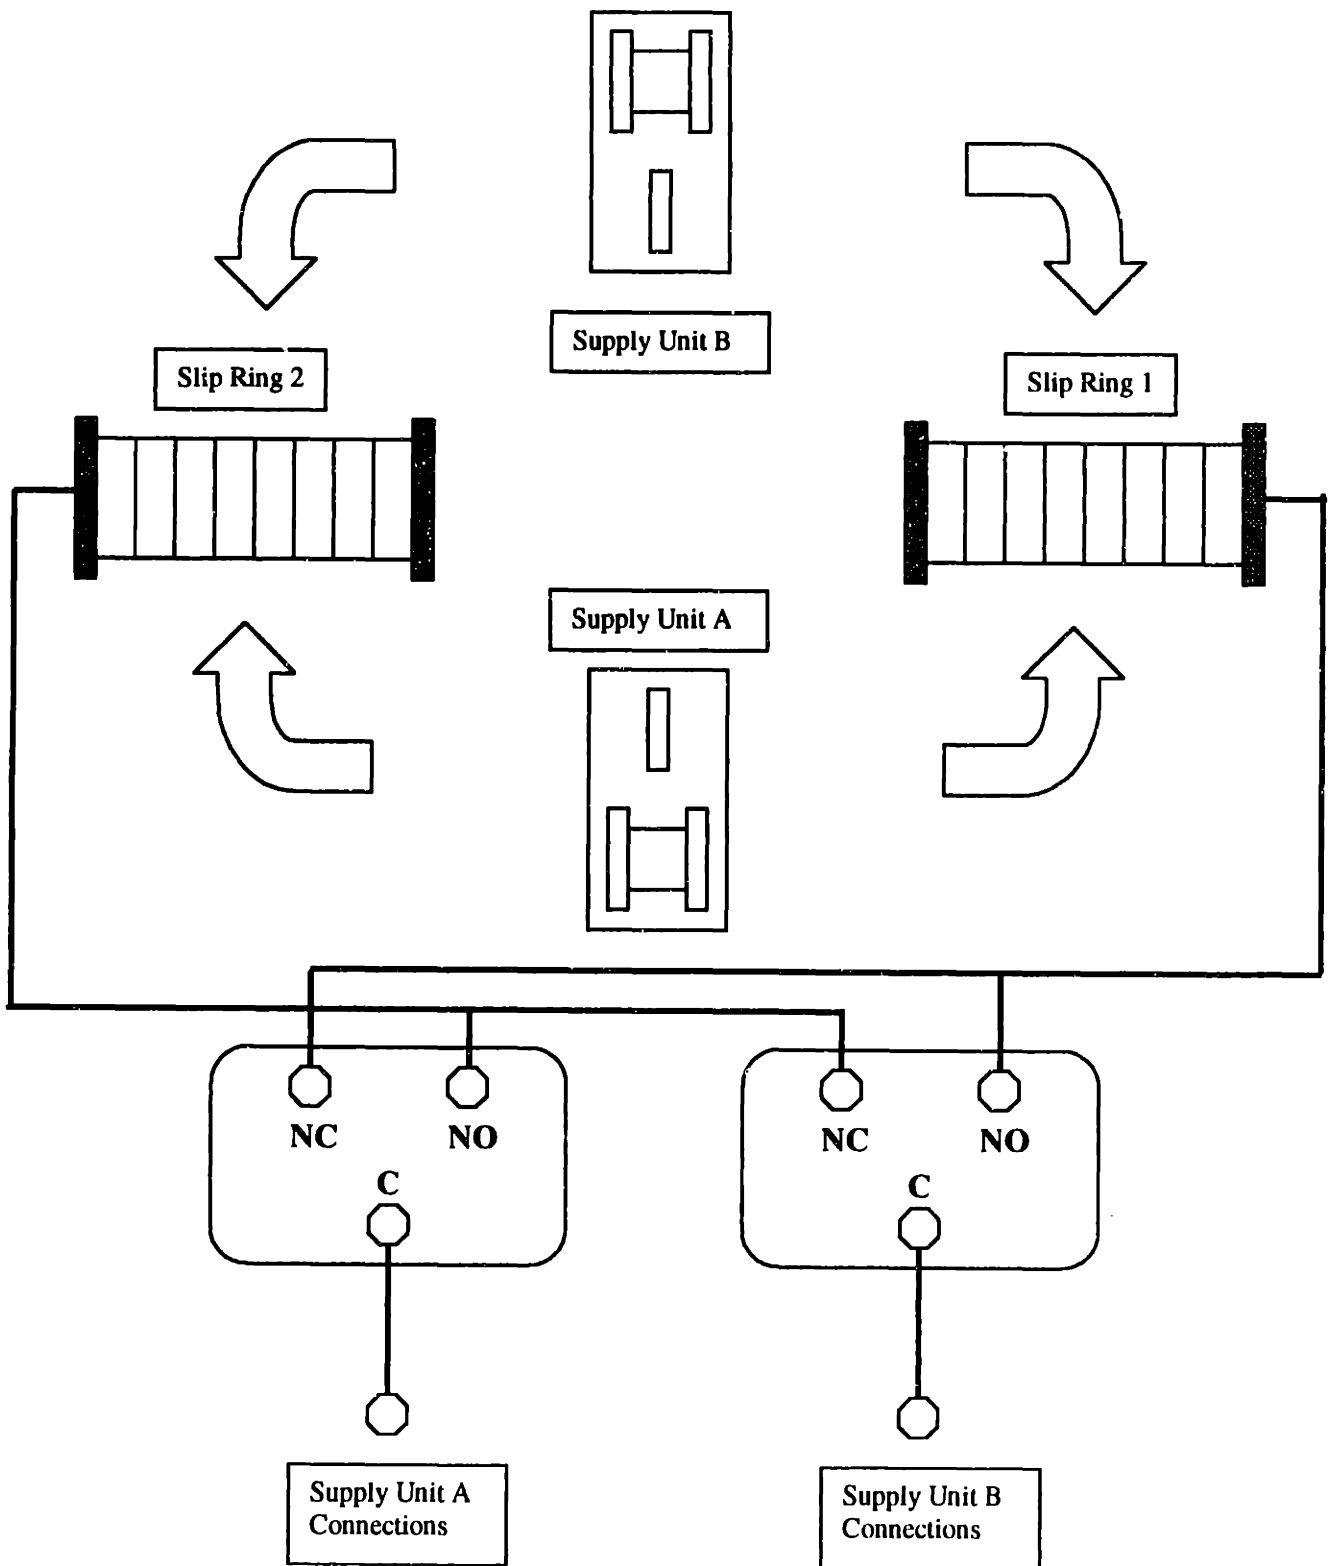 Supply Unit B
Slip Ring 2
Slip Ring 1
Supply Unit A
NC
NO
C
NC
NO
C
Supply Unit A
Connections
Supply Unit B
Connections